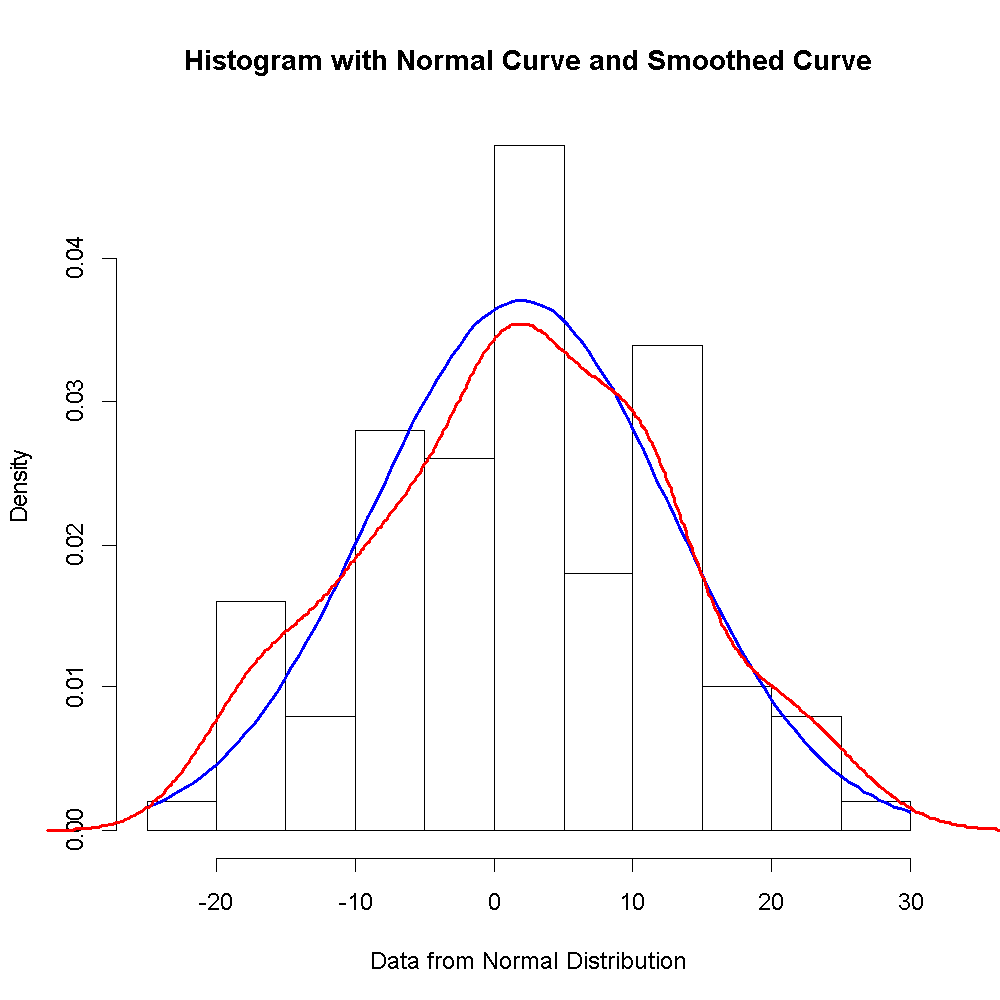 Histogram with Normal Curve and Smoothed Curve
Density
0.04
0.03
0.02
0.01
0.00
-20 -10 0 10 20 30
Data from Normal Distribution